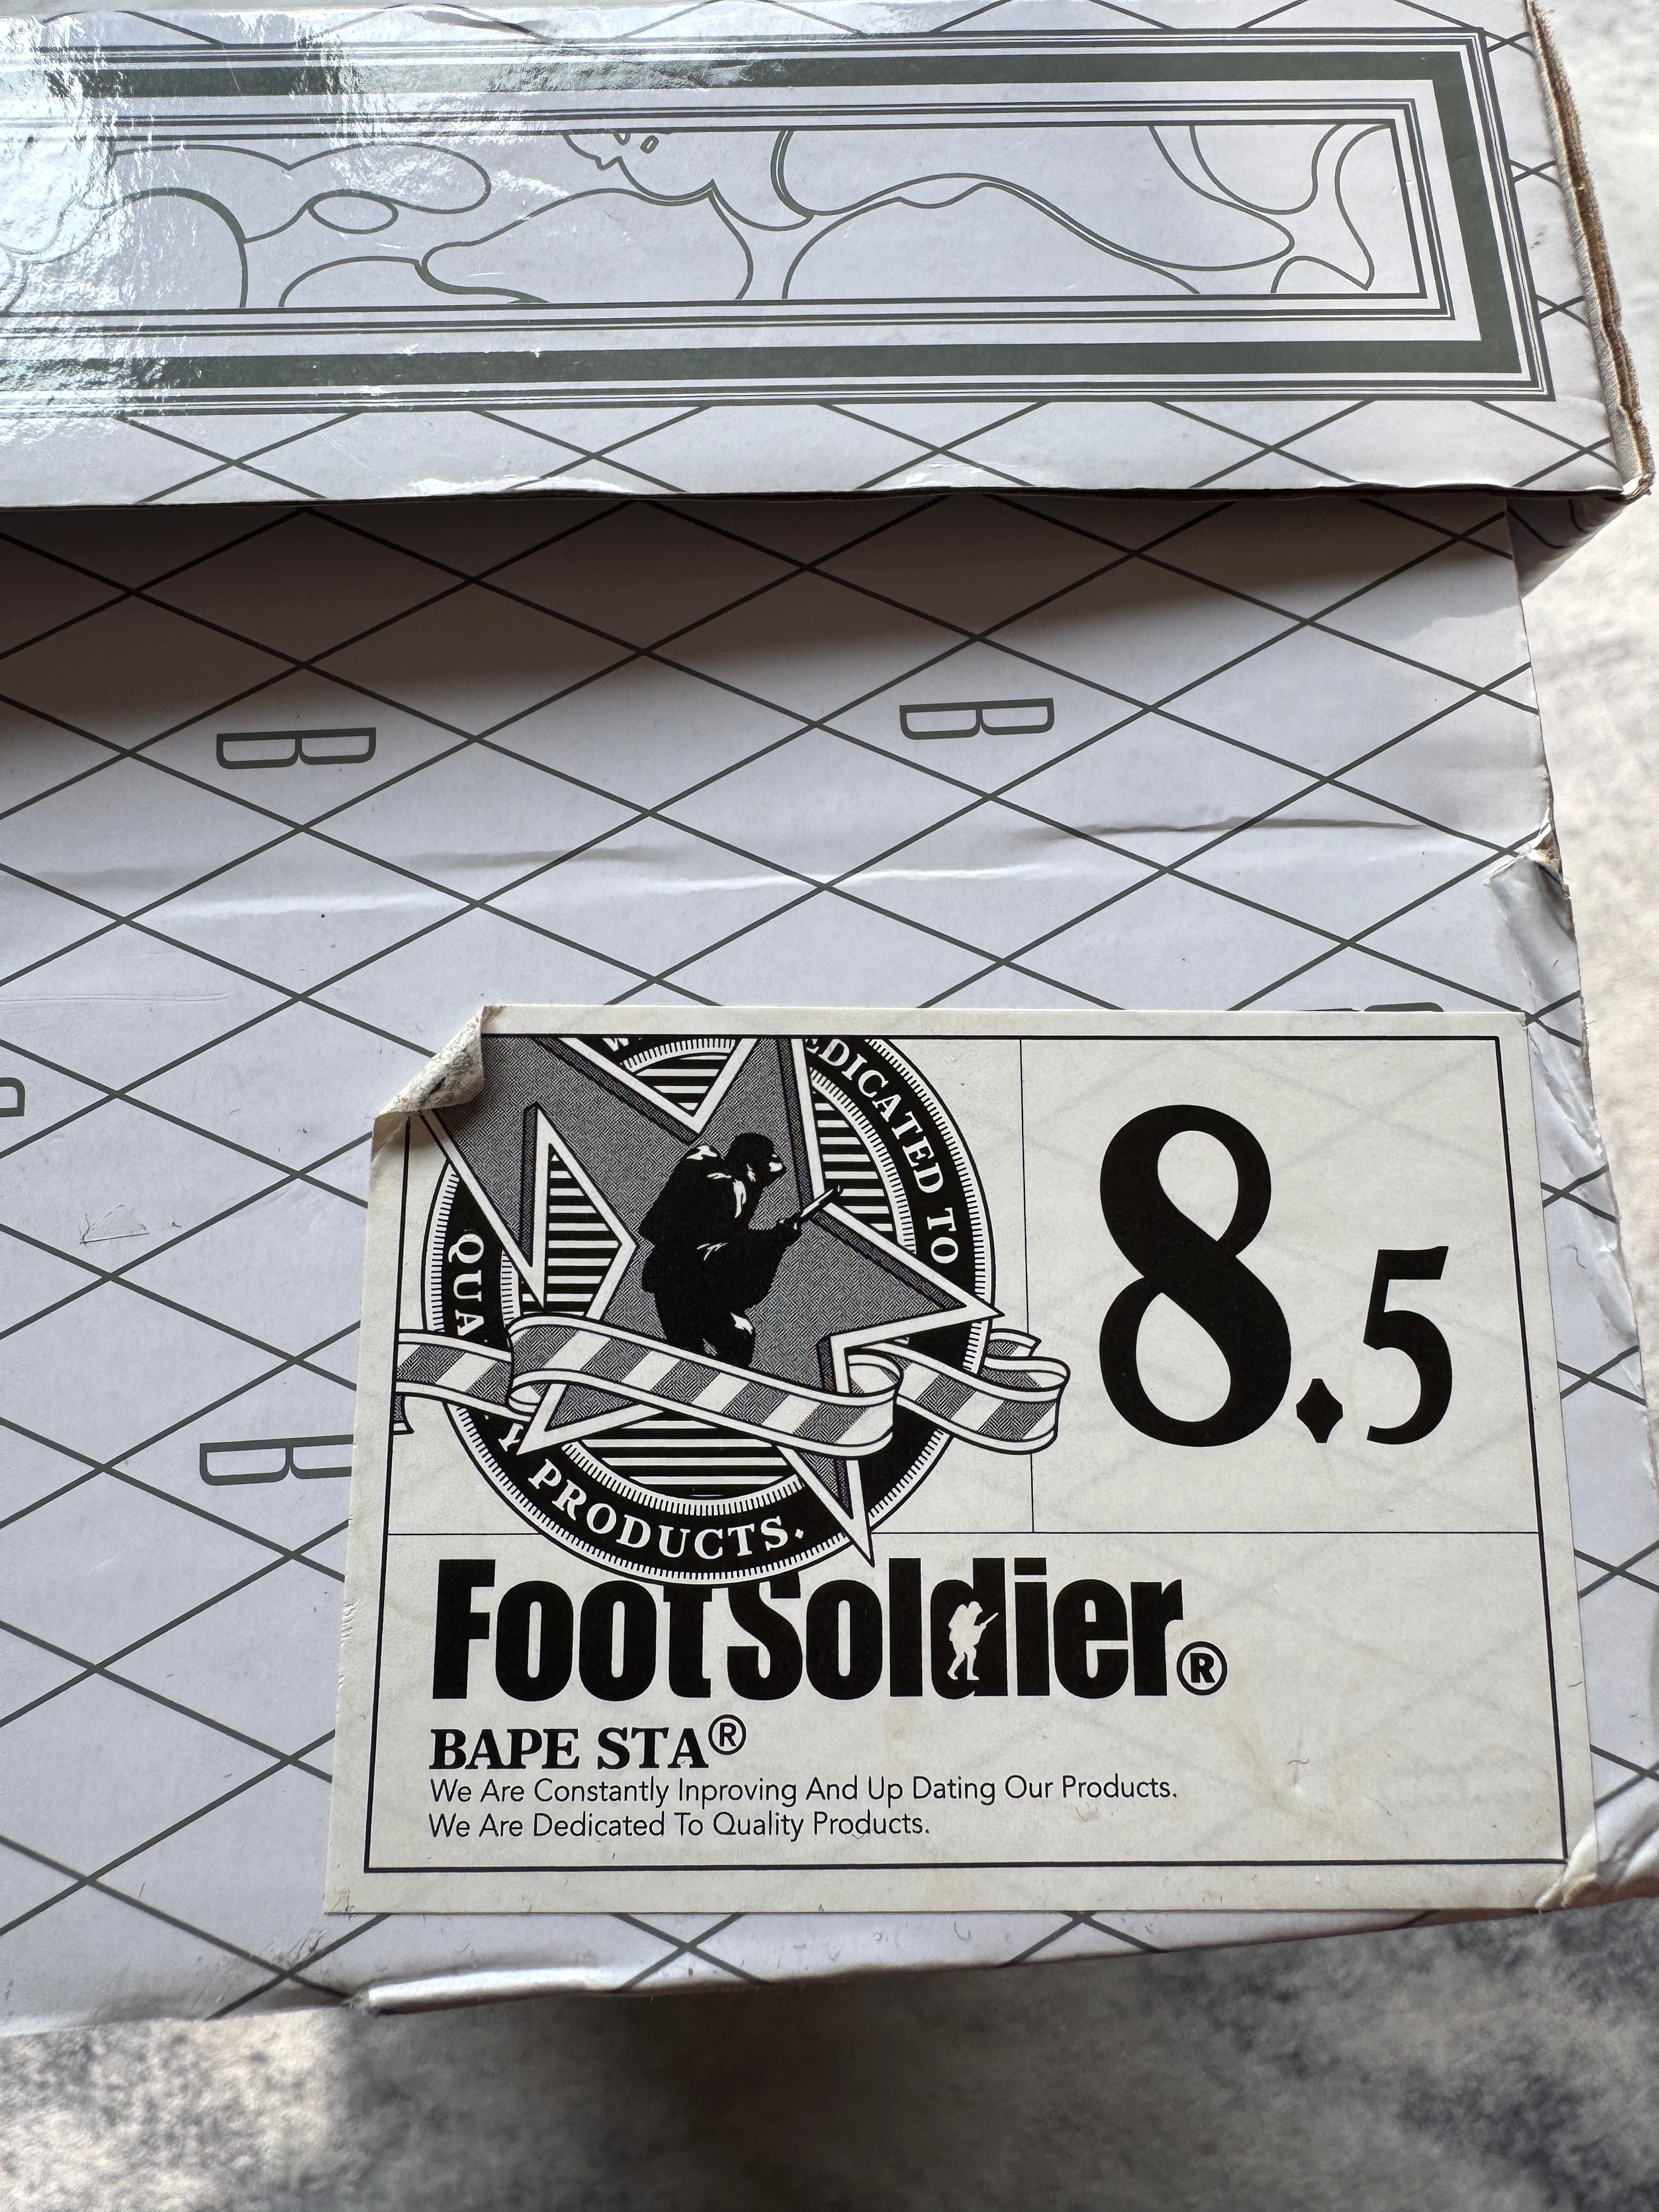 B
B
B
DEDICATED TO
QUA Y PRODUCTS.
8.5
FootSoldier®
BAPE STA®
We Are Constantly Inproving And Up Dating Our Products.
We Are Dedicated To Quality Products.